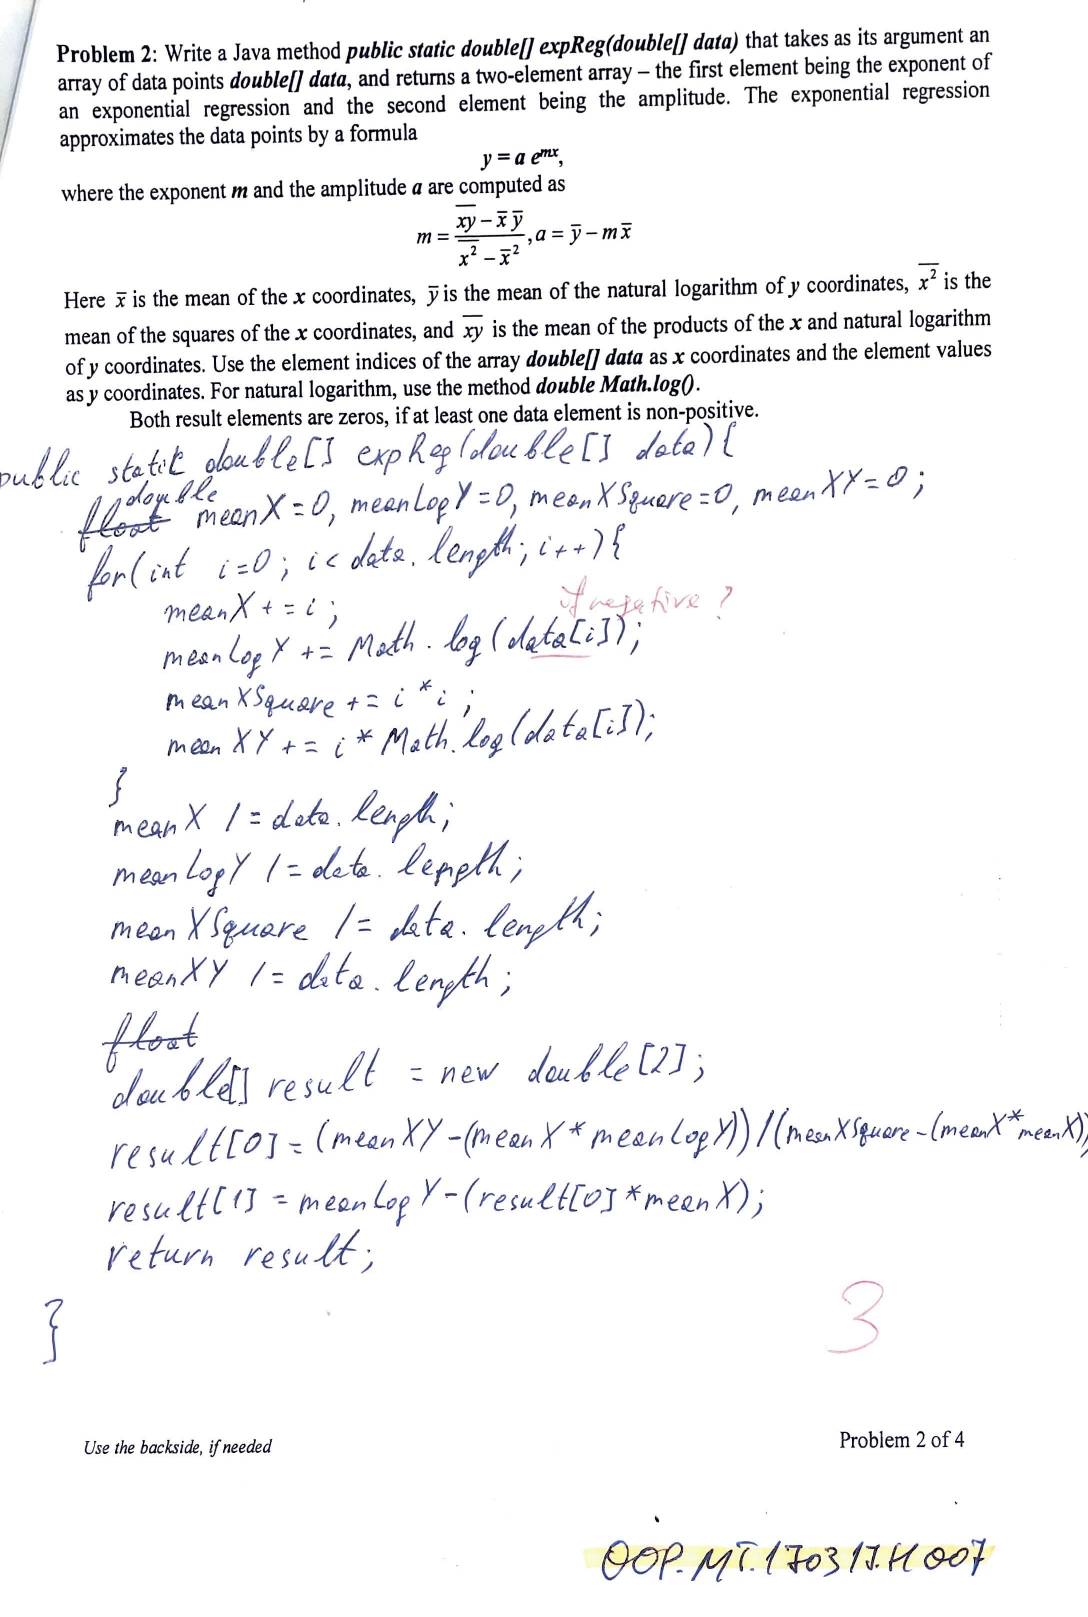 Problem 2: Write a Java method public static double[] expReg(double[] data) that takes as its argument an
array of data points double[] data, and returns a two-element array – the first element being the exponent of
an exponential regression and the second element being the amplitude. The exponential regression
approximates the data points by a formula
y = a e^{mx},
where the exponent m and the amplitude a are computed as
m = \frac{\overline{xy} - \bar{x}\,\bar{y}}{\overline{x^2} - \bar{x}^2}, a = \bar{y} - m\bar{x}
Here \bar{x} is the mean of the x coordinates, \bar{y} is the mean of the natural logarithm of y coordinates, \overline{x^2} is the
mean of the squares of the x coordinates, and \overline{xy} is the mean of the products of the x and natural logarithm
of y coordinates. Use the element indices of the array double[] data as x coordinates and the element values
as y coordinates. For natural logarithm, use the method double Math.log().
Both result elements are zeros, if at least one data element is non-positive.
public static double[] expReg(double[] data){
double
float meanX=0, meanLogY=0, meanXSquare=0, meanXY=0;
for(int i=0; i<data.length; i++){
meanX+=i;
if negative?
meanLogY += Math.log(data[i]);
meanXSquare += i*i;
meanXY += i* Math.log(data[i]);
}
meanX /= data.length;
meanLogY /= data.length;
meanXSquare /= data.length;
meanXY /= data.length;
float
double[] result = new double[2];
result[0]=(meanXY-(meanX*meanLogY))/(meanXSquare-(meanX*meanX));
result[1] = meanLogY-(result[0]*meanX);
return result;
}
3
Use the backside, if needed
Problem 2 of 4
OOP.MT.170317.H007